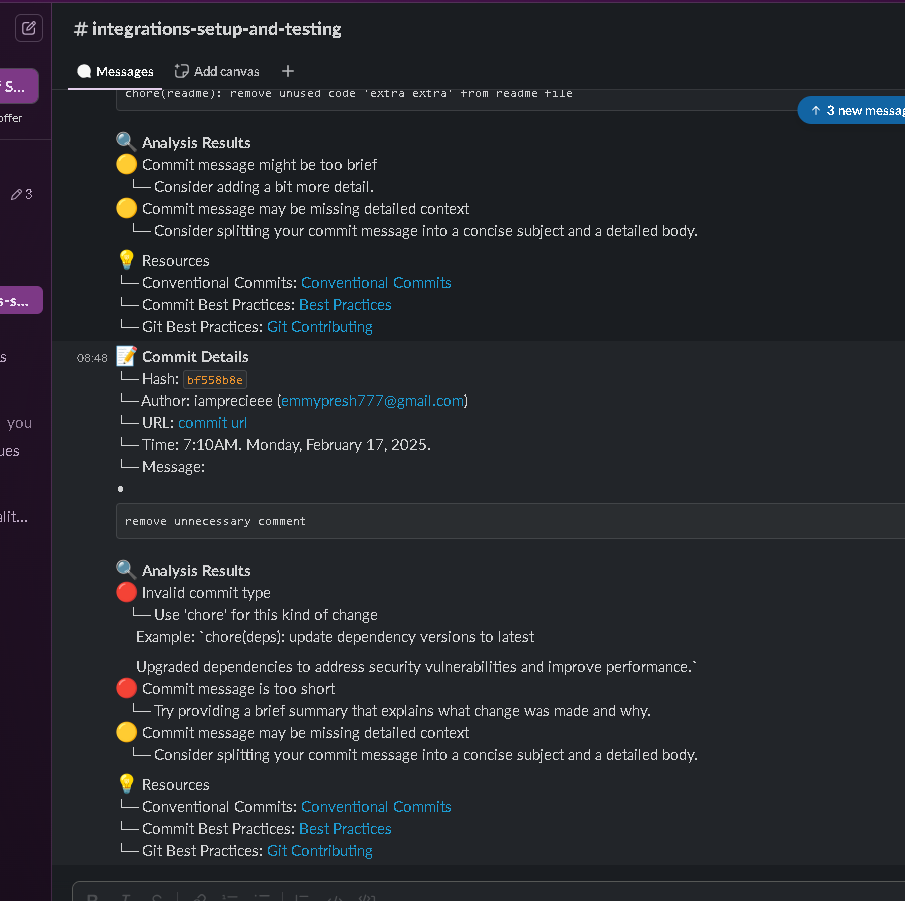 # integrations-setup-and-testing
S...
Messages
Add canvas
offer
chore(readme): remove unused code 'extra extra' from readme file
3 new messag
Analysis Results
Commit message might be too brief
Consider adding a bit more detail.
3
Commit message may be missing detailed context
Consider splitting your commit message into a concise subject and a detailed body.
Resources
Conventional Commits: Conventional Commits
s-s...
Commit Best Practices: Best Practices
Git Best Practices: Git Contributing
08:48
Commit Details
s
Hash: bf558b8e
Author: iamprecieee (emmypresh777@gmail.com)
you
URL: commit url
ues
Time: 7:10AM. Monday, February 17, 2025.
Message:
•
alit...
remove unnecessary comment
Analysis Results
Invalid commit type
Use 'chore' for this kind of change
Example: `chore(deps): update dependency versions to latest
Upgraded dependencies to address security vulnerabilities and improve performance.`
Commit message is too short
Try providing a brief summary that explains what change was made and why.
Commit message may be missing detailed context
Consider splitting your commit message into a concise subject and a detailed body.
Resources
Conventional Commits: Conventional Commits
Commit Best Practices: Best Practices
Git Best Practices: Git Contributing